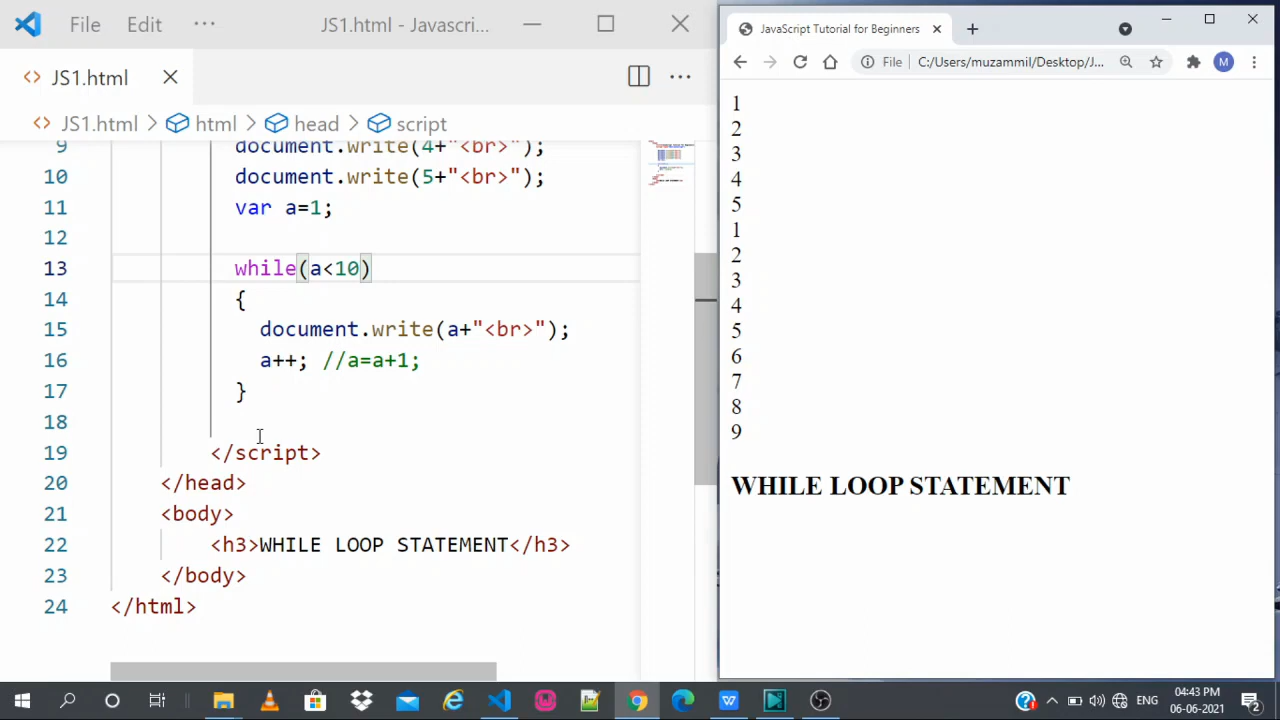 File Edit ··· JS1.html - Javascri...
JS1.html
JS1.html > html > head > script
9 document.write(4+"<br>");
10 document.write(5+"<br>");
11 var a=1;
12
13 while(a<10)
14 {
15 document.write(a+"<br>");
16 a++; //a=a+1;
17 }
18
19 </script>
20 </head>
21 <body>
22 <h3>WHILE LOOP STATEMENT</h3>
23 </body>
24 </html>
JavaScript Tutorial for Beginners
File C:/Users/muzammil/Desktop/J... M
1
2
3
4
5
1
2
3
4
5
6
7
8
9
WHILE LOOP STATEMENT
ENG
04:43 PM
06-06-2021
2